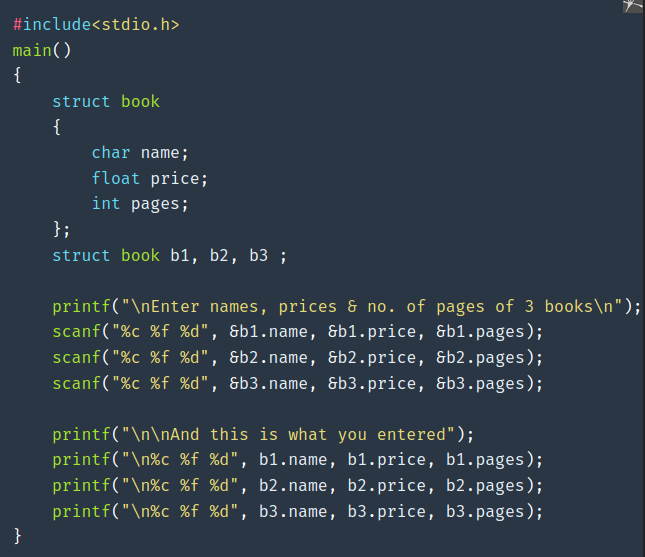 #include<stdio.h>
main()
{
    struct book
    {
        char name;
        float price;
        int pages;
    };
    struct book b1, b2, b3 ;

    printf("\nEnter names, prices & no. of pages of 3 books\n");
    scanf("%c %f %d", &b1.name, &b1.price, &b1.pages);
    scanf("%c %f %d", &b2.name, &b2.price, &b2.pages);
    scanf("%c %f %d", &b3.name, &b3.price, &b3.pages);

    printf("\n\nAnd this is what you entered");
    printf("\n%c %f %d", b1.name, b1.price, b1.pages);
    printf("\n%c %f %d", b2.name, b2.price, b2.pages);
    printf("\n%c %f %d", b3.name, b3.price, b3.pages);
}